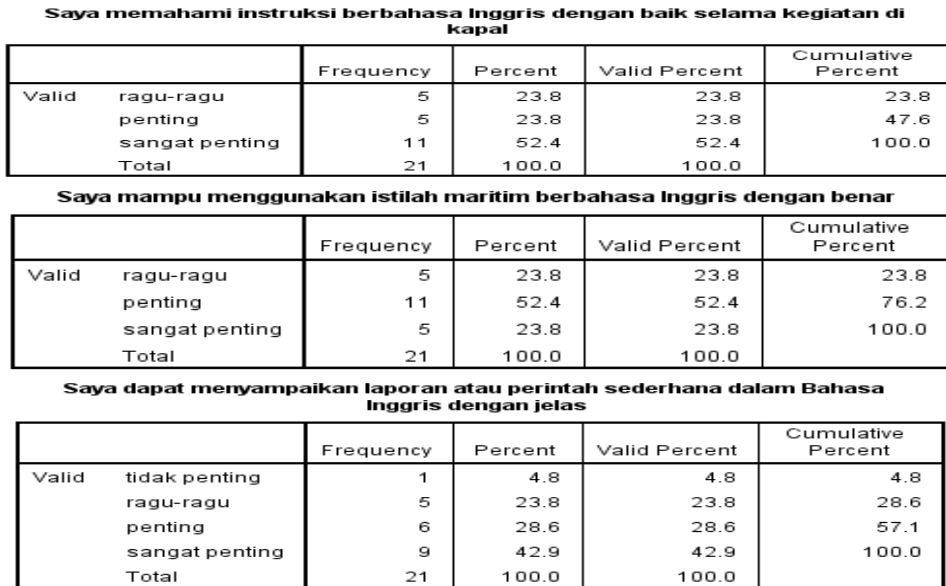 Saya memahami instruksi berbahasa Inggris dengan baik selama kegiatan di
kapal
Frequency Percent Valid Percent Cumulative Percent
Valid ragu-ragu 5 23.8 23.8 23.8
penting 5 23.8 23.8 47.6
sangat penting 11 52.4 52.4 100.0
Total 21 100.0 100.0
Saya mampu menggunakan istilah maritim berbahasa Inggris dengan benar
Frequency Percent Valid Percent Cumulative Percent
Valid ragu-ragu 5 23.8 23.8 23.8
penting 11 52.4 52.4 76.2
sangat penting 5 23.8 23.8 100.0
Total 21 100.0 100.0
Saya dapat menyampaikan laporan atau perintah sederhana dalam Bahasa
Inggris dengan jelas
Frequency Percent Valid Percent Cumulative Percent
Valid tidak penting 1 4.8 4.8 4.8
ragu-ragu 5 23.8 23.8 28.6
penting 6 28.6 28.6 57.1
sangat penting 9 42.9 42.9 100.0
Total 21 100.0 100.0